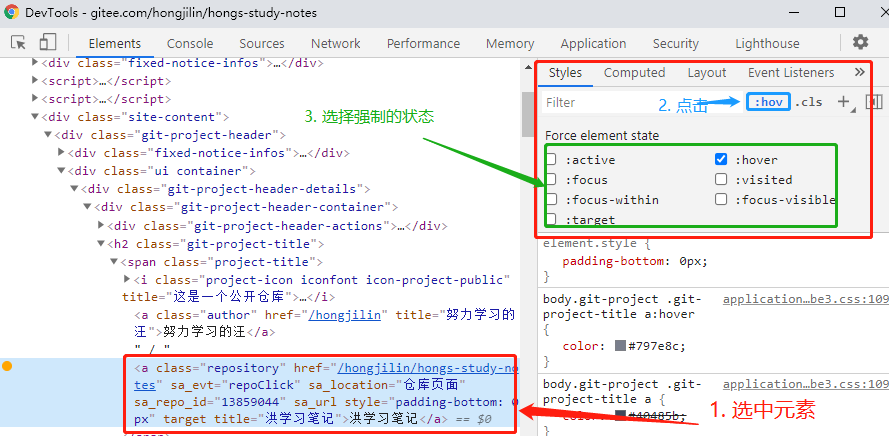 DevTools - gitee.com/hongjilin/hongs-study-notes
Elements Console Sources Network Performance Memory Application Security Lighthouse
<div class="fixed-notice-infos">…</div>
<script>…</script>
<script>…</script>
<div class="site-content">
<div class="git-project-header">
<div class="fixed-notice-infos">…</div>
<div class="ui container">
<div class="git-project-header-details">
<div class="git-project-header-container">
<div class="git-project-header-actions">…</div>
<h2 class="git-project-title">
<span class="project-title">
<i class="project-icon iconfont icon-project-public"
title="这是一个公开仓库">…</i>
<a class="author" href="/hongjilin" title="努力学习的
汪">努力学习的汪</a>
" / "
<a class="repository" href="/hongjilin/hongs-study-no
tes" sa_evt="repoClick" sa_location="仓库页面"
sa_repo_id="13859044" sa_url style="padding-bottom: 0
px" target title="洪学习笔记">洪学习笔记</a> == $0
3. 选择强制的状态
1. 选中元素
Styles Computed Layout Event Listeners »
Filter
2. 点击
:hov .cls +
Force element state
:active :hover
:focus :visited
:focus-within :focus-visible
:target
element.style {
padding-bottom: 0px;
}
body.git-project .git- application…be3.css:109
project-title a:hover
{
color: #797e8c;
}
body.git-project .git- application…be3.css:109
project-title a {
color: #40485b;